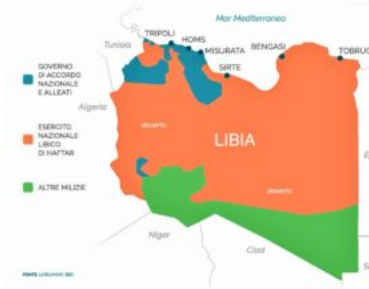 Mar Mediterraneo
TRIPOLI
HOMS
MISURATA
BENGASI
TOBRUC
Tunisia
SIRTE
GOVERNO
DI ACCORDO
NAZIONALE
E ALLEATI
Algeria
deserto
ESERCITO
NAZIONALE
LIBICO
DI HAFTAR
LIBIA
E
deserto
ALTRE MILIZIE
Niger
Ciad
S